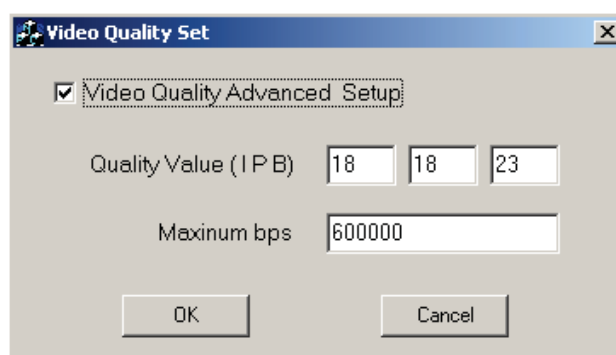 Video Quality Set
Video Quality Advanced Setup
Quality Value ( I P B ) 18 18 23
Maxinum bps 600000
OK Cancel